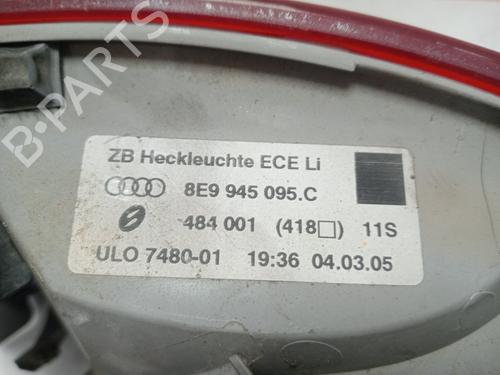 ZB Heckleuchte ECE Li
8E9 945 095.C
484 001 (418□) 11S
ULO 7480-01 19:36 04.03.05
B-PARTS